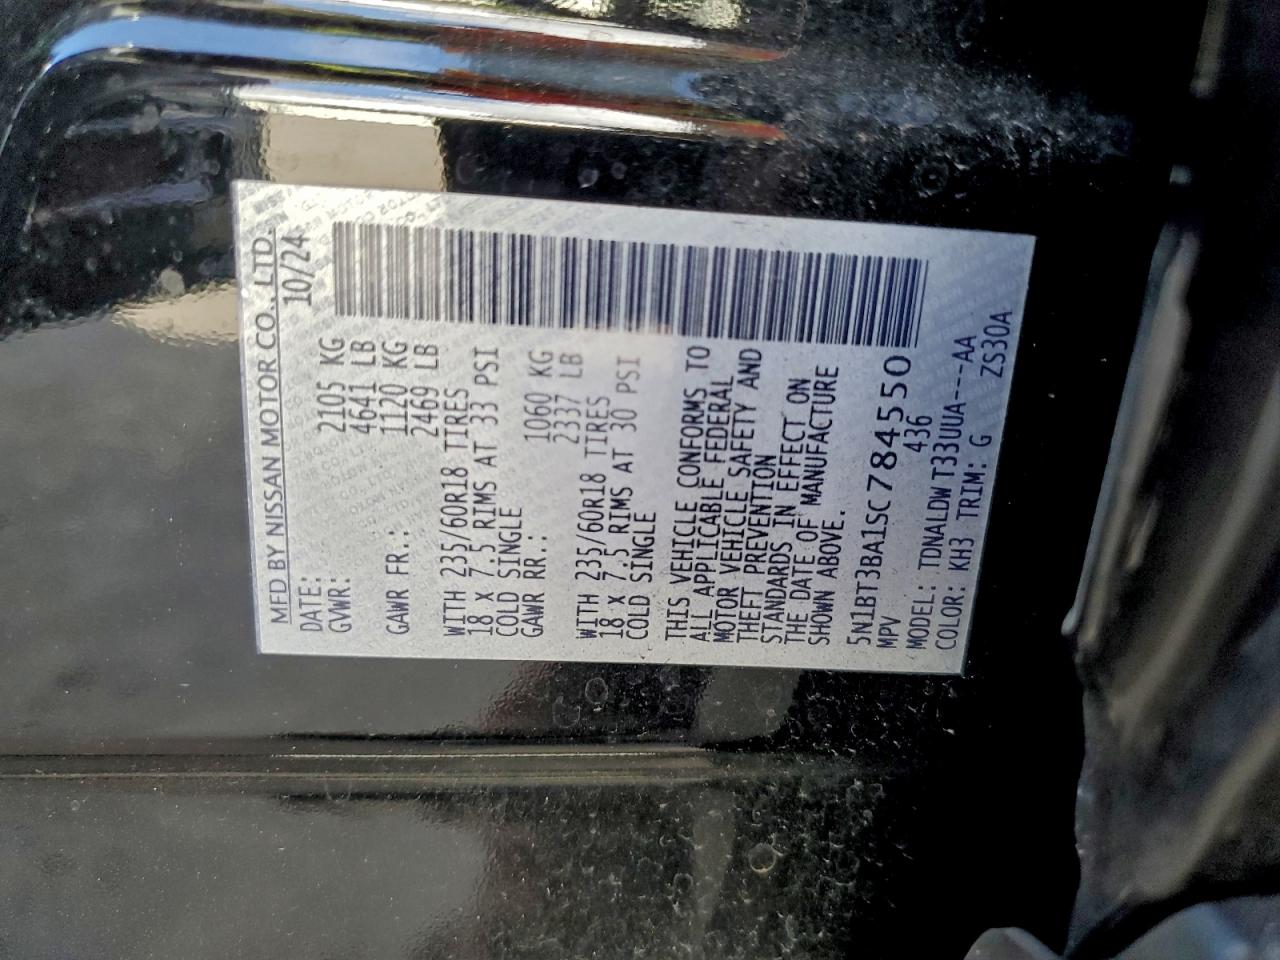 MFD BY NISSAN MOTOR CO., LTD.
DATE: 10/24
GVWR: 2105 KG
4641 LB
GAWR FR.: 1120 KG
2469 LB
WITH 235/60R18 TIRES
18 X 7.5 RIMS AT 33 PSI
COLD SINGLE
GAWR RR.: 1060 KG
2337 LB
WITH 235/60R18 TIRES
18 X 7.5 RIMS AT 30 PSI
COLD SINGLE
THIS VEHICLE CONFORMS TO
ALL APPLICABLE FEDERAL
MOTOR VEHICLE SAFETY AND
THEFT PREVENTION
STANDARDS IN EFFECT ON
THE DATE OF MANUFACTURE
SHOWN ABOVE.
5N1BT3BA1SC784550
MPV 436
MODEL: TDNALDW T33UUA---AA
COLOR: KH3 TRIM: G ZS30A